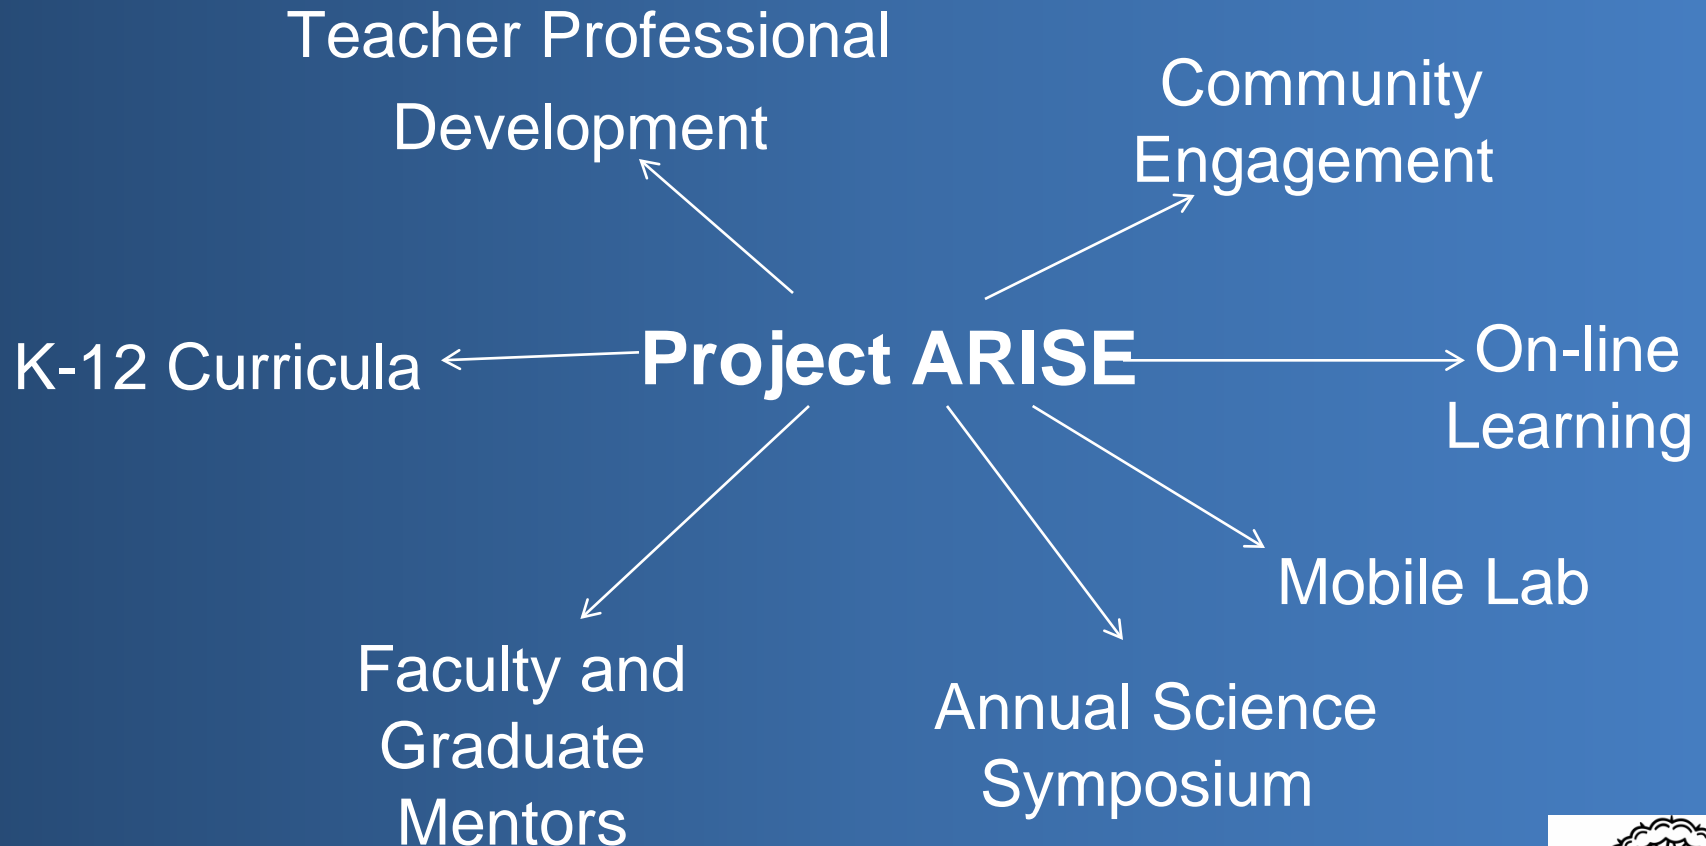 Teacher Professional
Development
Community
Engagement
K-12 Curricula
Project ARISE
On-line
Learning
Mobile Lab
Faculty and
Graduate
Mentors
Annual Science
Symposium